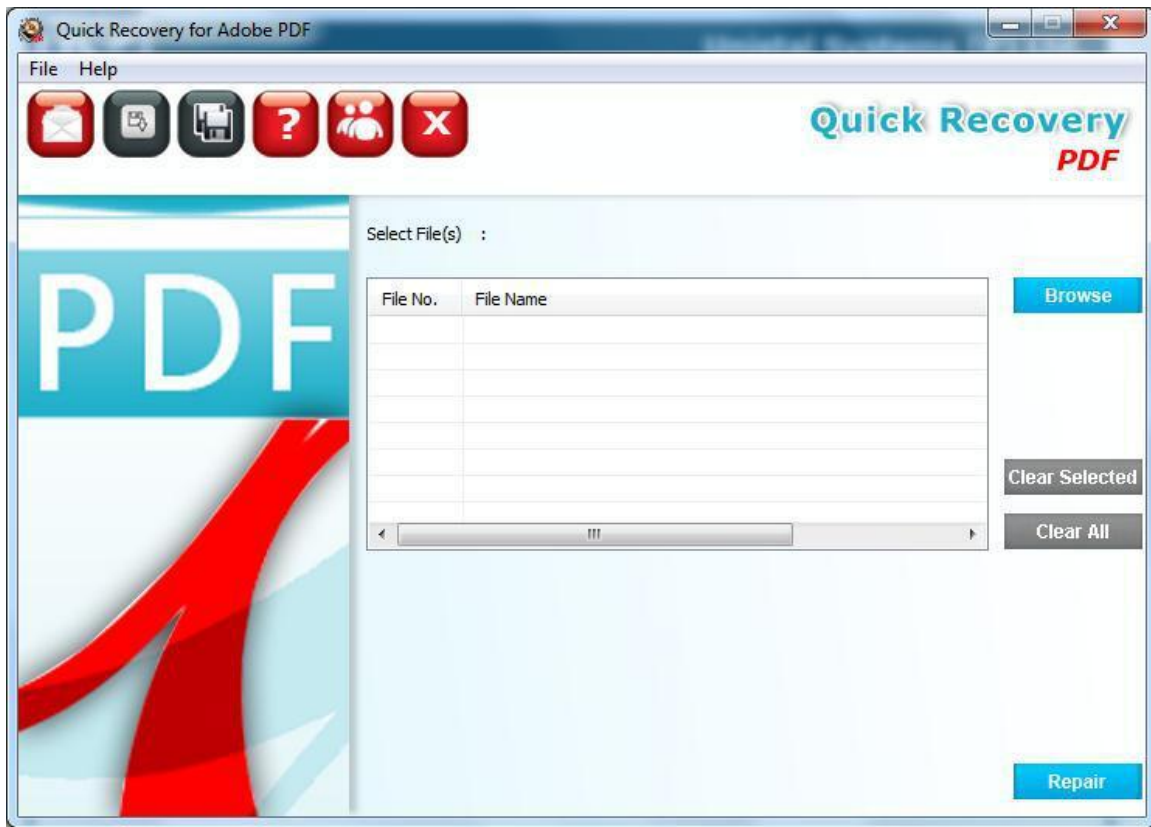 Quick Recovery for Adobe PDF
File Help
?
X
Quick Recovery
PDF
PDF
Select File(s) :
File No. File Name
Browse
Clear Selected
Clear All
Repair